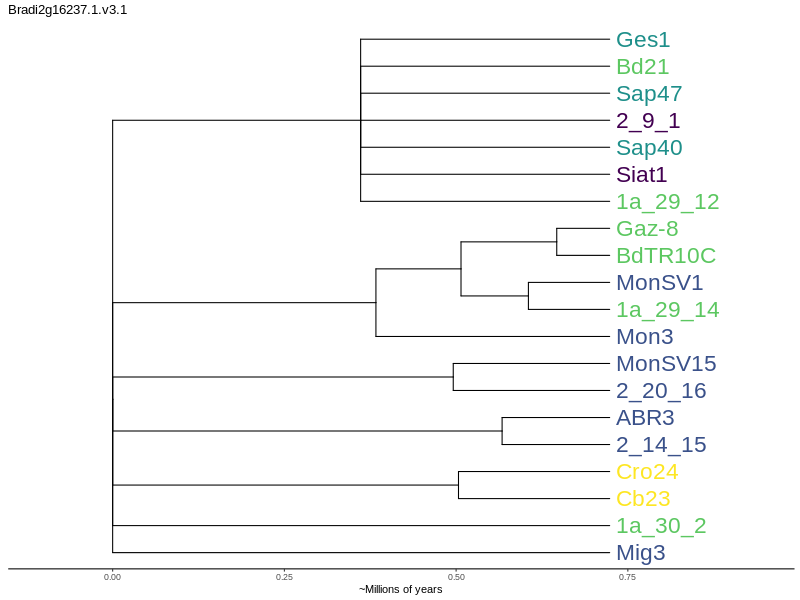 Bradi2g16237.1.v3.1
Ges1
Bd21
Sap47
2_9_1
Sap40
Siat1
1a_29_12
Gaz-8
BdTR10C
MonSV1
1a_29_14
Mon3
MonSV15
2_20_16
ABR3
2_14_15
Cro24
Cb23
1a_30_2
Mig3
0.00 0.25 0.50 0.75
~Millions of years